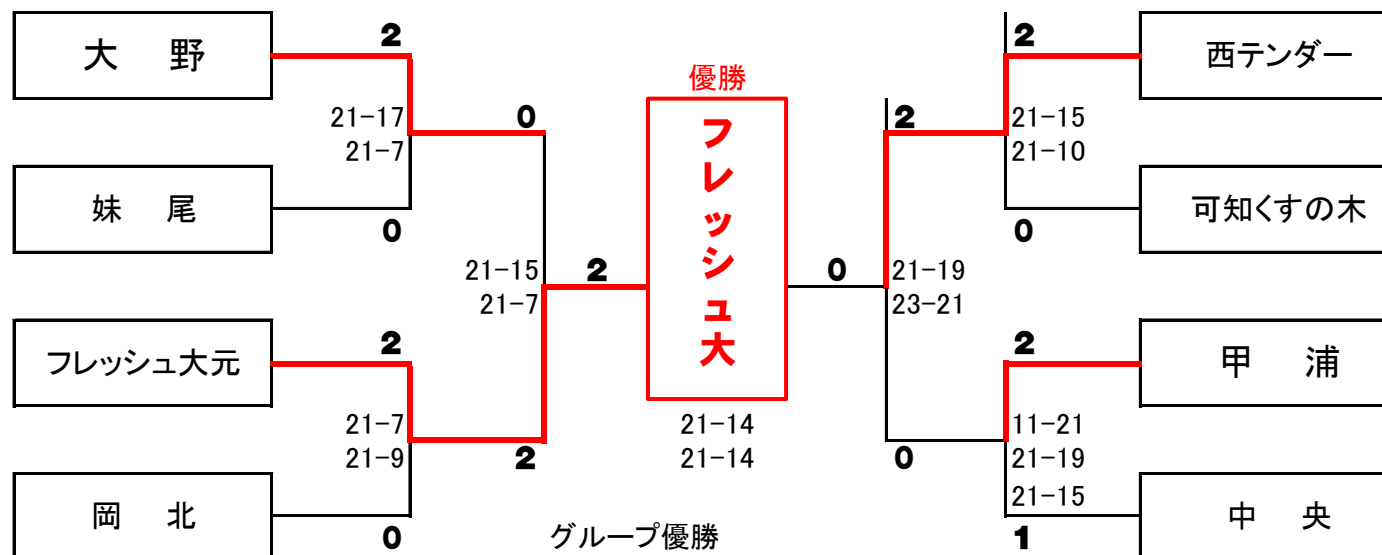 大 野
2
21-17
21-7
妹 尾
0
0
21-15
21-7
2
フレッシュ大元
2
21-7
21-9
岡 北
0
2
優勝
フレッシュ大
21-14
21-14
グループ優勝
0
2
21-19
23-21
0
2
西テンダー
21-15
21-10
可知くすの木
0
2
甲 浦
11-21
21-19
21-15
中 央
1